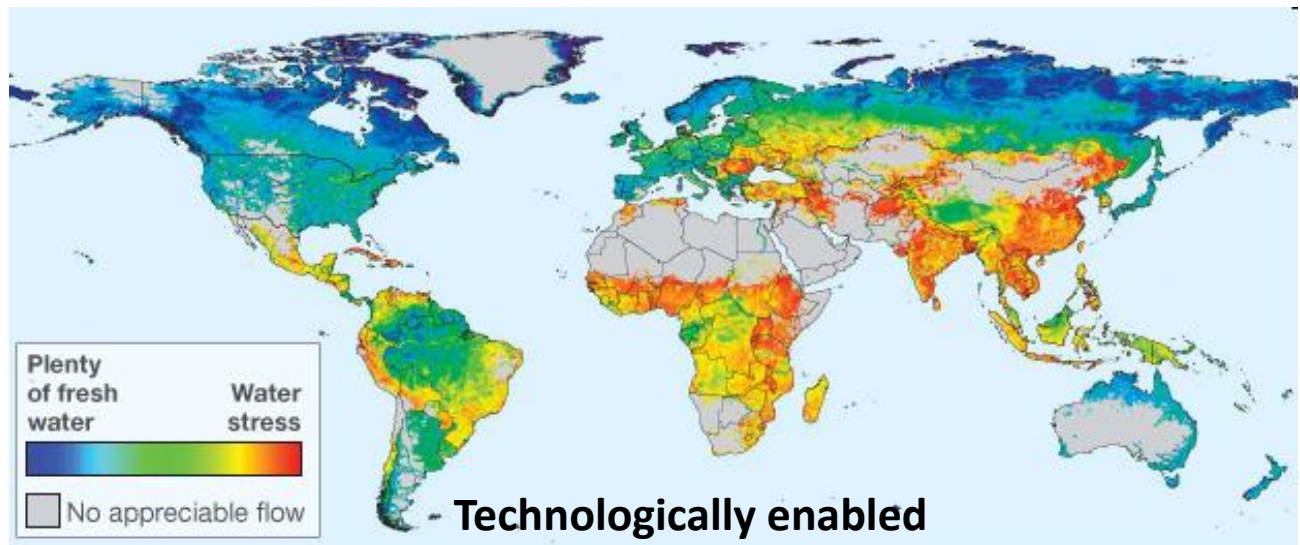 Plenty
of fresh
water
Water
stress
No appreciable flow
Technologically enabled